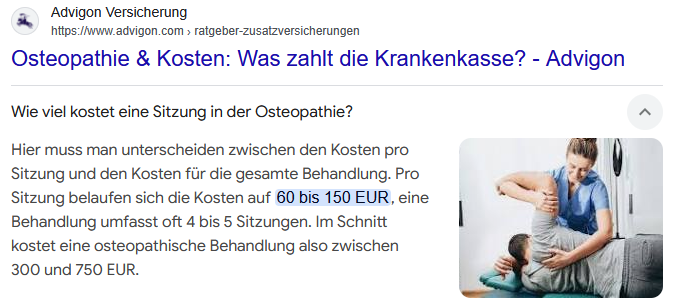 Advigon Versicherung
https://www.advigon.com › ratgeber-zusatzversicherungen
Osteopathie & Kosten: Was zahlt die Krankenkasse? - Advigon
Wie viel kostet eine Sitzung in der Osteopathie?
Hier muss man unterscheiden zwischen den Kosten pro
Sitzung und den Kosten für die gesamte Behandlung. Pro
Sitzung belaufen sich die Kosten auf 60 bis 150 EUR, eine
Behandlung umfasst oft 4 bis 5 Sitzungen. Im Schnitt
kostet eine osteopathische Behandlung also zwischen
300 und 750 EUR.